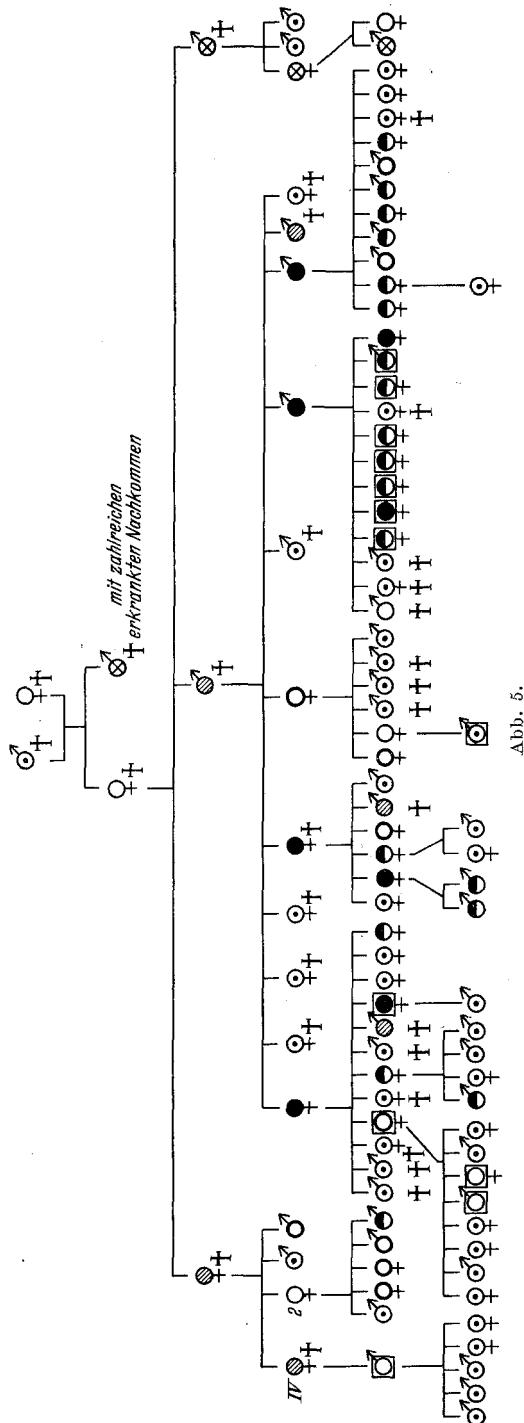 mit zahlreichen
erkrankten Nachkommen
IV
2
Abb. 5.